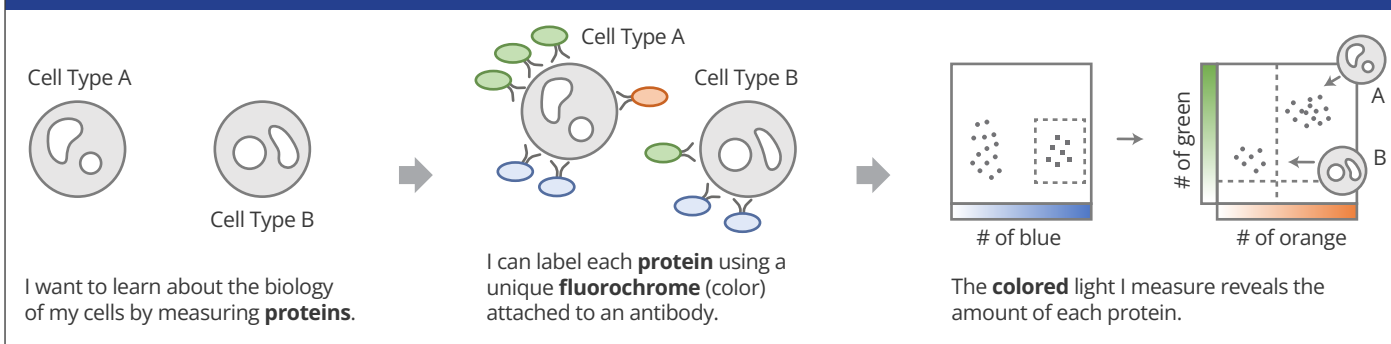 Cell Type A
Cell Type B
I want to learn about the biology
of my cells by measuring proteins.
Cell Type A
Cell Type B
I can label each protein using a
unique fluorochrome (color)
attached to an antibody.
# of blue
# of green
# of orange
A
B
The colored light I measure reveals the
amount of each protein.